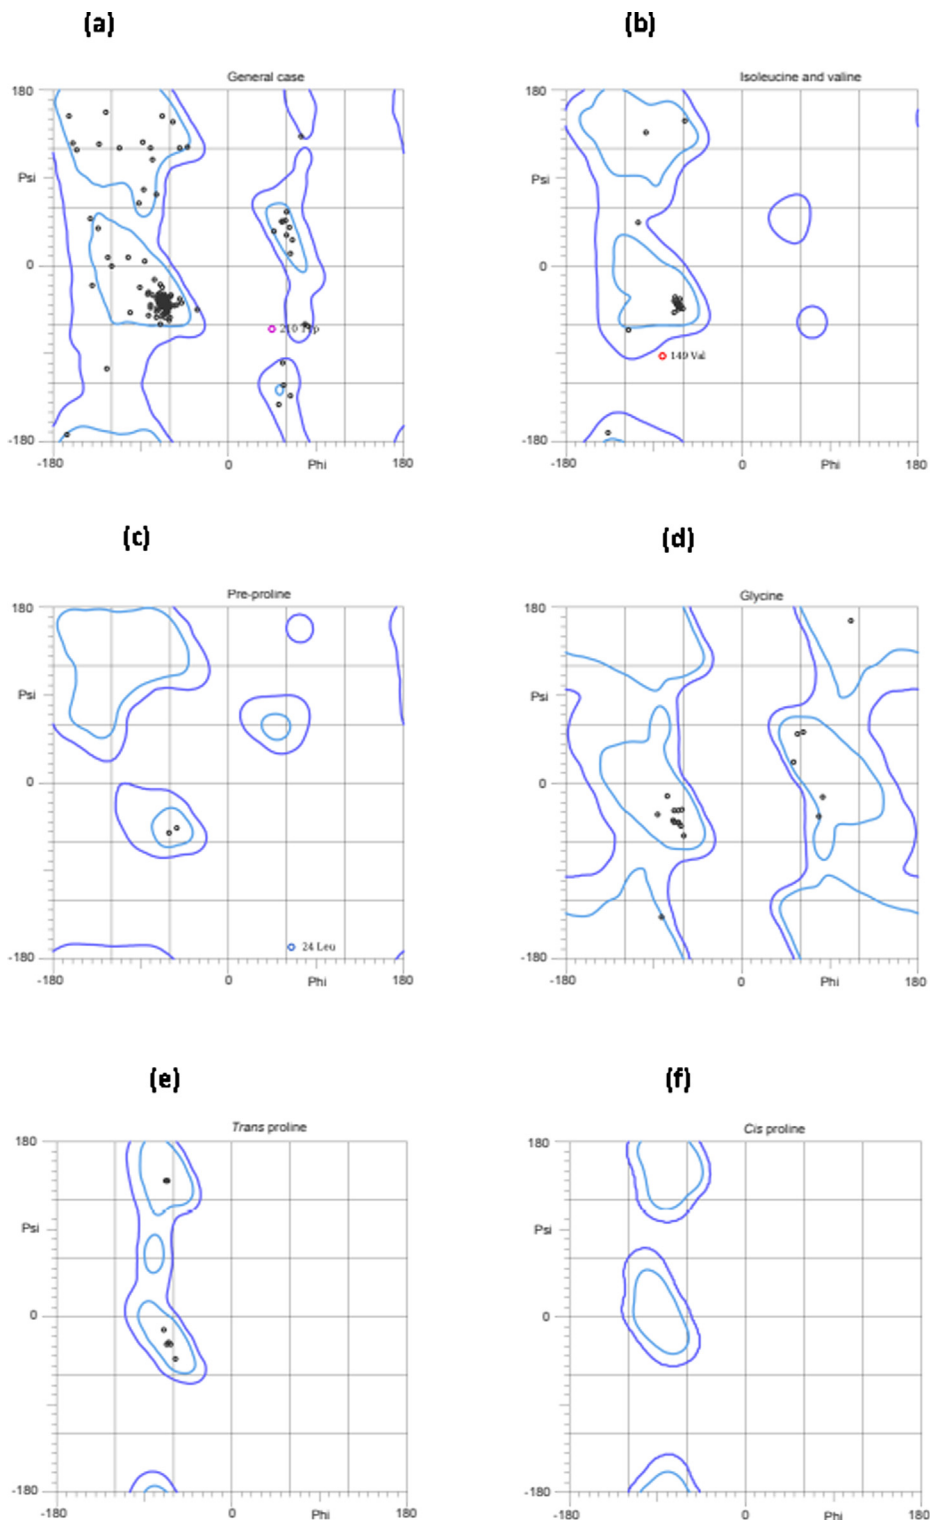 (a)
(b)
General case
Isoleucine and valine
180
180
Psi
Psi
0
0
149 Val
-180
-180
-180
0
Phi
180
-180
0
Phi
180
(c)
(d)
Pre-proline
Glycine
180
180
Psi
Psi
0
0
24 Leu
-180
-180
-180
0
Phi
180
-180
0
Phi
180
(e)
(f)
Trans proline
Cis proline
180
180
Psi
Psi
0
0
-180
-180
-180
0
Phi
180
-180
0
Phi
180